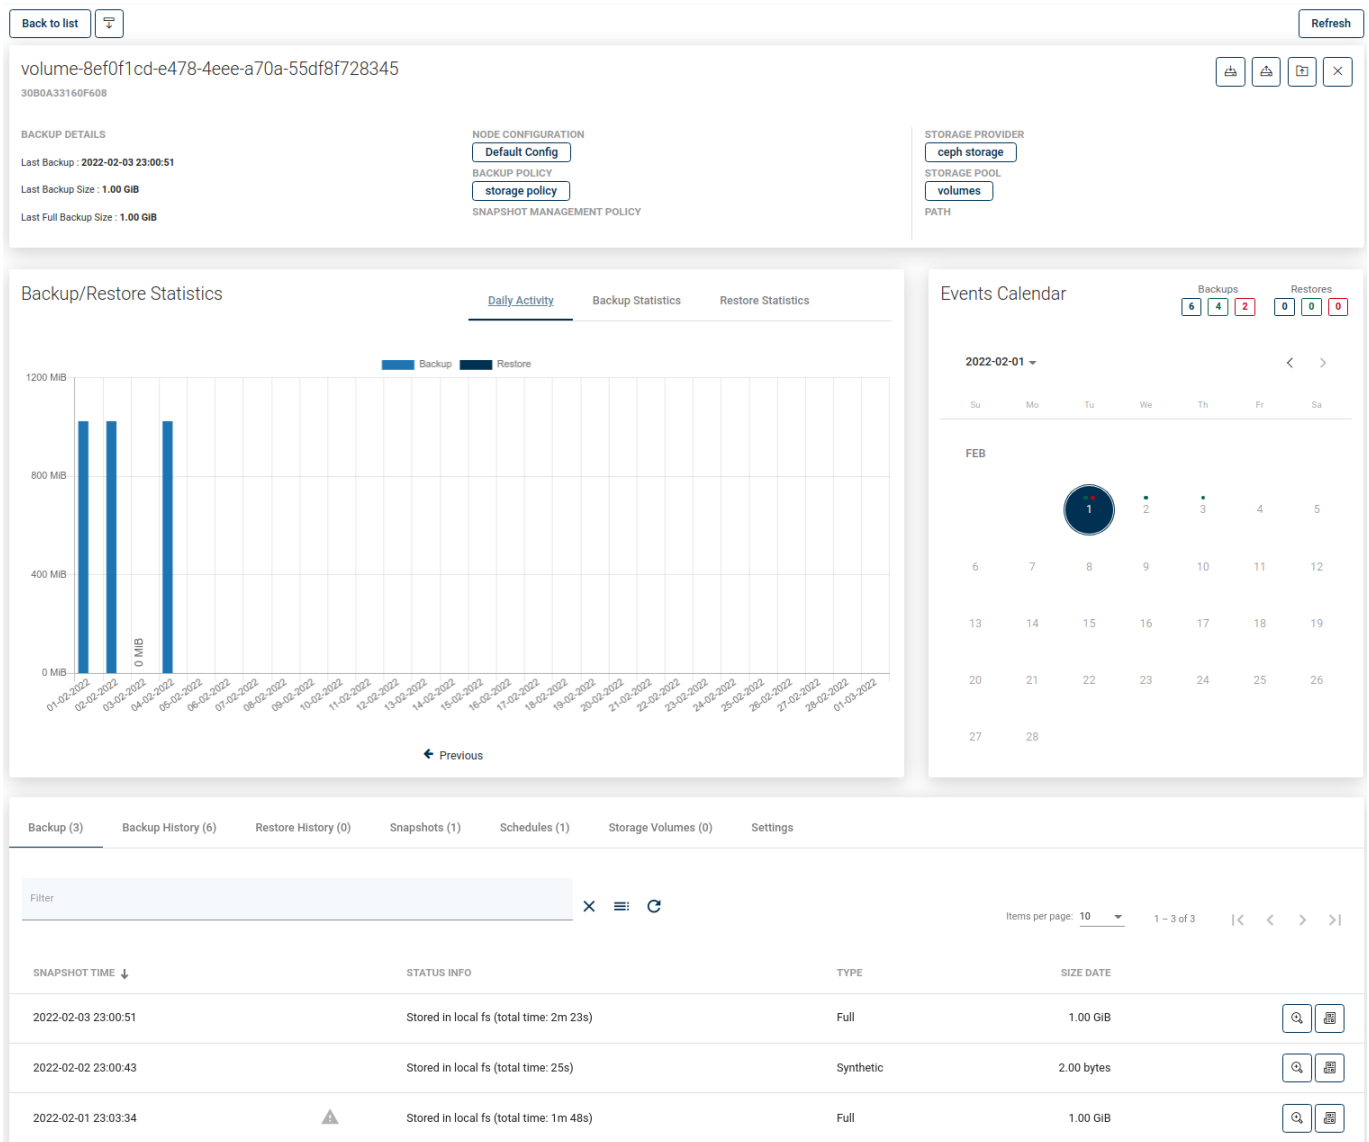 Back to list
Refresh
volume-8ef0f1cd-e478-4eee-a70a-55df8f728345
30B0A33160F608
BACKUP DETAILS
Last Backup : 2022-02-03 23:00:51
Last Backup Size : 1.00 GiB
Last Full Backup Size : 1.00 GiB
NODE CONFIGURATION
Default Config
BACKUP POLICY
storage policy
SNAPSHOT MANAGEMENT POLICY
STORAGE PROVIDER
ceph storage
STORAGE POOL
volumes
PATH
Backup/Restore Statistics
Daily Activity Backup Statistics Restore Statistics
Backup Restore
1200 MiB
800 MiB
400 MiB
0 MiB
0 MiB
01-02-2022 02-02-2022 03-02-2022 04-02-2022 05-02-2022 06-02-2022 07-02-2022 08-02-2022 09-02-2022 10-02-2022 11-02-2022 12-02-2022 13-02-2022 14-02-2022 15-02-2022 16-02-2022 17-02-2022 18-02-2022 19-02-2022 20-02-2022 21-02-2022 22-02-2022 23-02-2022 24-02-2022 25-02-2022 26-02-2022 27-02-2022 28-02-2022 01-03-2022
Previous
Events Calendar
Backups Restores
6 4 2 0 0 0
2022-02-01
Su Mo Tu We Th Fr Sa
FEB
1 2 3 4 5
6 7 8 9 10 11 12
13 14 15 16 17 18 19
20 21 22 23 24 25 26
27 28
Backup (3) Backup History (6) Restore History (0) Snapshots (1) Schedules (1) Storage Volumes (0) Settings
Filter
Items per page: 10 1 – 3 of 3
SNAPSHOT TIME STATUS INFO TYPE SIZE DATE
2022-02-03 23:00:51 Stored in local fs (total time: 2m 23s) Full 1.00 GiB
2022-02-02 23:00:43 Stored in local fs (total time: 25s) Synthetic 2.00 bytes
2022-02-01 23:03:34 Stored in local fs (total time: 1m 48s) Full 1.00 GiB